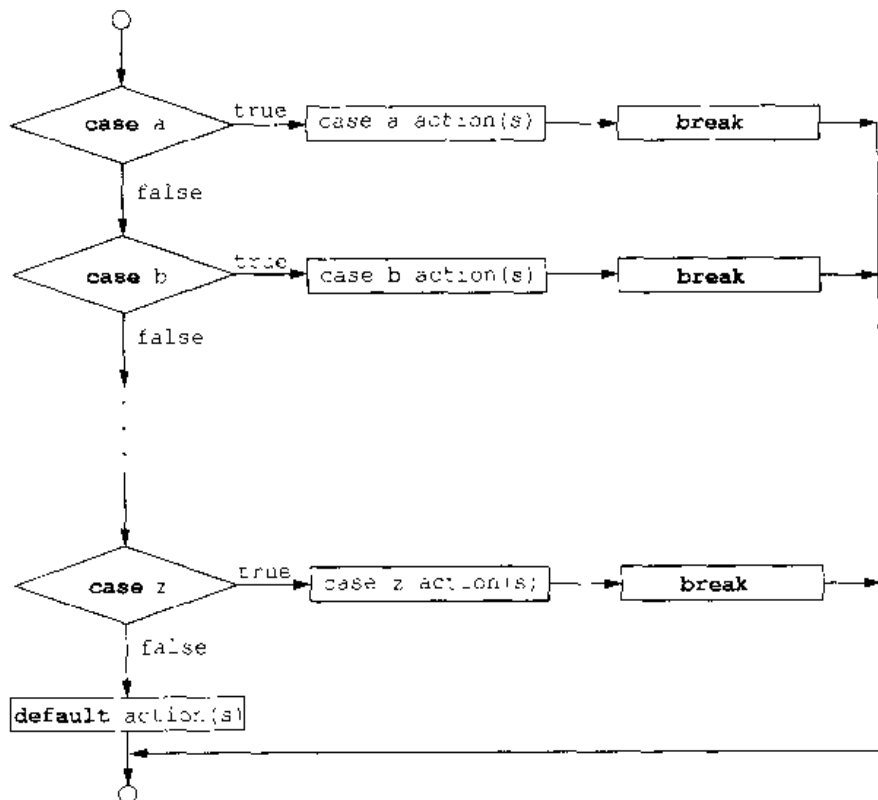 case a
true
case a action(s)
break
false
case b
true
case b action(s)
break
false
case z
true
case z action(s)
break
false
default action(s)